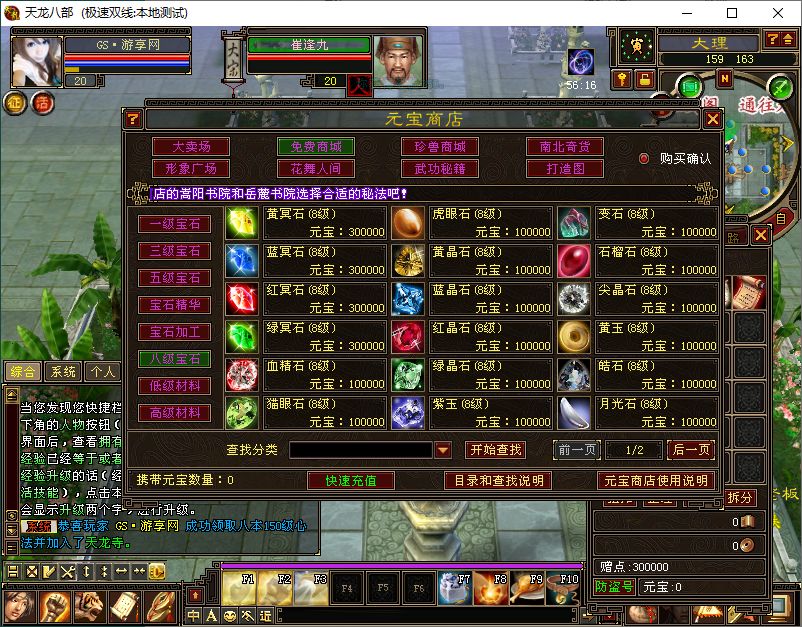 天龙八部 (极速双线:本地测试)
GS·游享网
20
大宋
崔逢九
20
56:16
大理
159 163
N
征 活
通往大
元宝商店
大卖场 免费商城 珍兽商城 南北奇货
形象广场 花舞人间 武功秘籍 打造图
购买确认
店的嵩阳书院和岳麓书院选择合适的秘法吧!
一级宝石
三级宝石
五级宝石
宝石精华
宝石加工
八级宝石
低级材料
高级材料
黄冥石(8级) 虎眼石(8级) 变石(8级)
元宝:300000 元宝:100000 元宝:100000
蓝冥石(8级) 黄晶石(8级) 石榴石(8级)
元宝:300000 元宝:100000 元宝:100000
红冥石(8级) 蓝晶石(8级) 尖晶石(8级)
元宝:300000 元宝:100000 元宝:100000
绿冥石(8级) 红晶石(8级) 黄玉(8级)
元宝:300000 元宝:100000 元宝:100000
血精石(8级) 绿晶石(8级) 皓石(8级)
元宝:100000 元宝:100000 元宝:100000
猫眼石(8级) 紫玉(8级) 月光石(8级)
元宝:100000 元宝:100000 元宝:100000
查找分类 开始查找 前一页 1/2 后一页
携带元宝数量:0 快速充值 目录和查找说明 元宝商店使用说明
综合 系统 个人
当您发现您快捷栏
下角的人物按钮(
界面后,查看拥有
经验已经等于或者
经验升级的话(经
活技能),点击本
会显示升级两个字,进行升级。
系统 恭喜玩家 GS·游享网 成功领取八本150级心
法并加入了天龙寺。
拆分
0
0
赠点:300000
防盗号 元宝:0
F1 F2 F3 F4 F5 F6 F7 F8 F9 F10
中 A 近